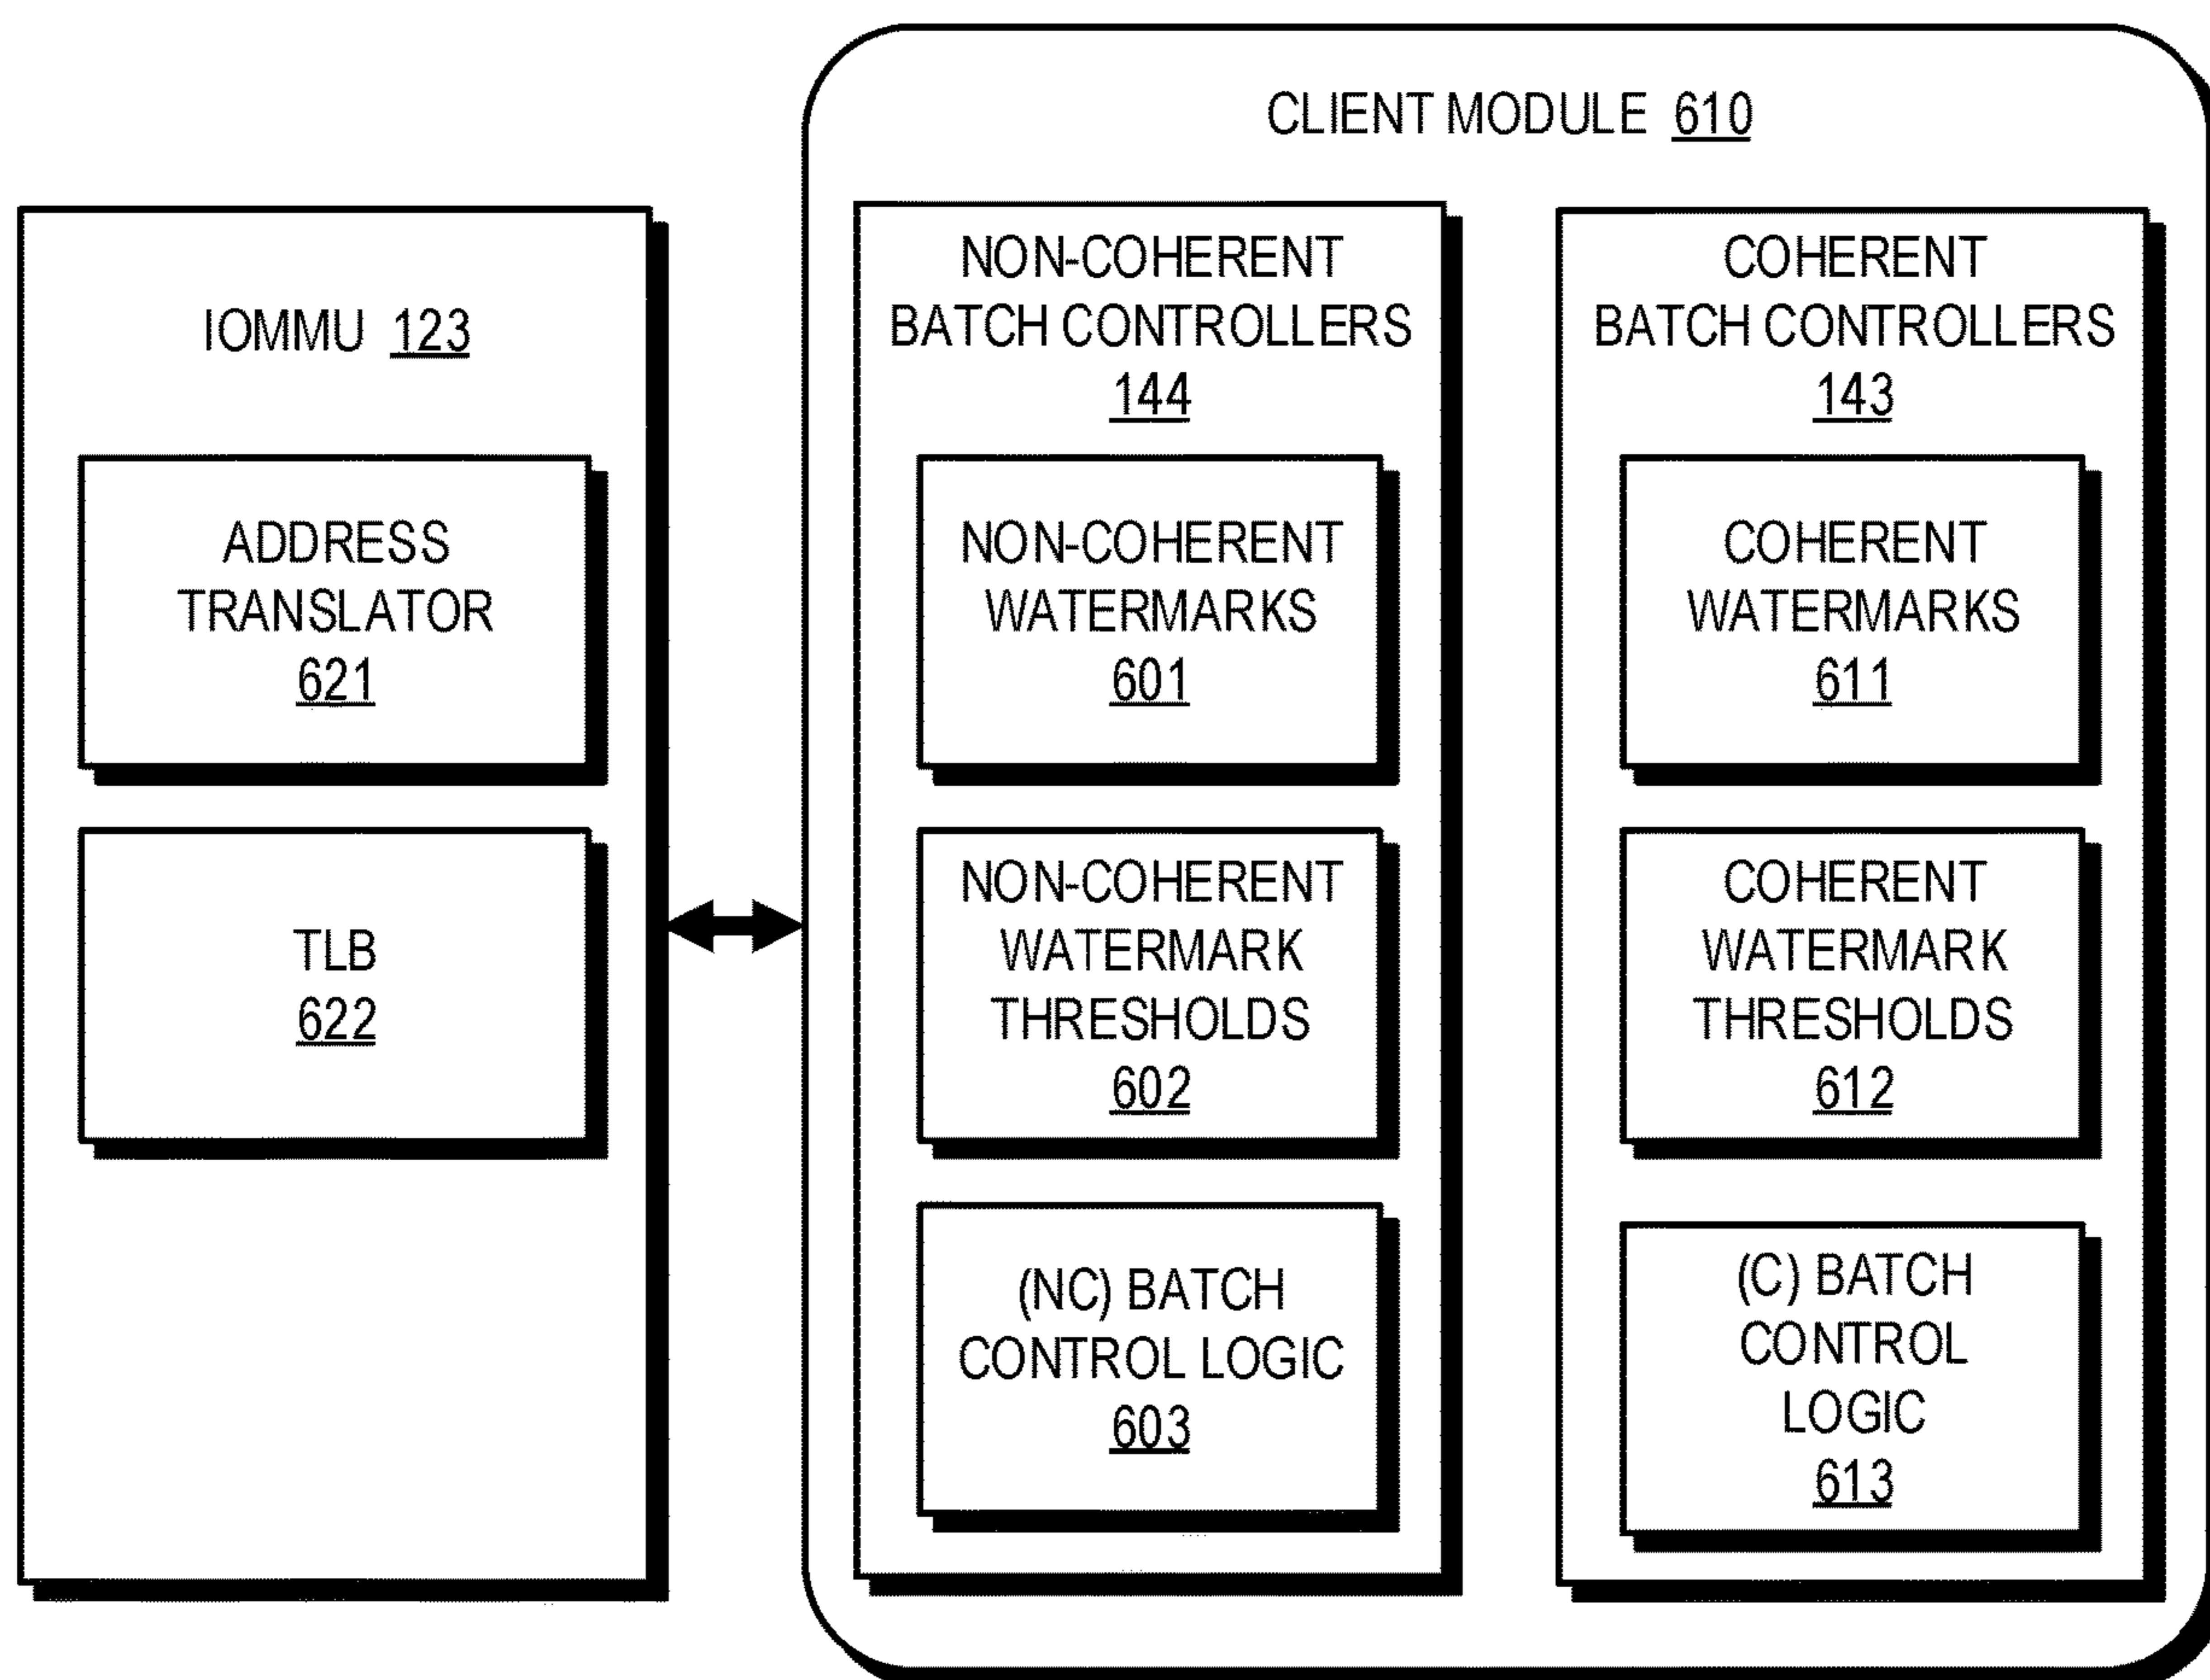 CLIENT MODULE 610
IOMMU 123
ADDRESS
TRANSLATOR
621
TLB
622
NON-COHERENT
BATCH CONTROLLERS
144
NON-COHERENT
WATERMARKS
601
NON-COHERENT
WATERMARK
THRESHOLDS
602
(NC) BATCH
CONTROL LOGIC
603
COHERENT
BATCH CONTROLLERS
143
COHERENT
WATERMARKS
611
COHERENT
WATERMARK
THRESHOLDS
612
(C) BATCH
CONTROL
LOGIC
613